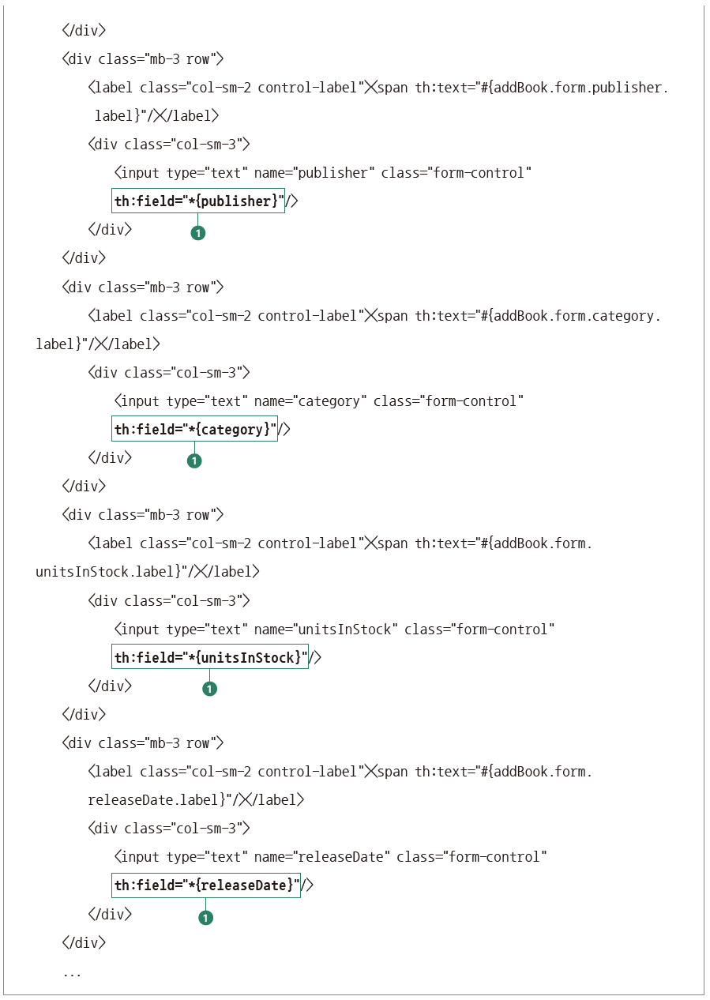 </div>
<div class="mb-3 row">
<label class="col-sm-2 control-label"><span th:text="#{addBook.form.publisher.
label}"/></label>
<div class="col-sm-3">
<input type="text" name="publisher" class="form-control"
th:field="*{publisher}"/>
1
</div>
</div>
<div class="mb-3 row">
<label class="col-sm-2 control-label"><span th:text="#{addBook.form.category.
label}"/></label>
<div class="col-sm-3">
<input type="text" name="category" class="form-control"
th:field="*{category}"/>
</div>
1
</div>
<div class="mb-3 row">
<label class="col-sm-2 control-label"><span th:text="#{addBook.form.
unitsInStock.label}"/></label>
<div class="col-sm-3">
<input type="text" name="unitsInStock" class="form-control"
th:field="*{unitsInStock}"/>
</div>
1
</div>
<div class="mb-3 row">
<label class="col-sm-2 control-label"><span th:text="#{addBook.form.
releaseDate.label}"/></label>
<div class="col-sm-3">
<input type="text" name="releaseDate" class="form-control"
th:field="*{releaseDate}"/>
</div>
1
</div>
...